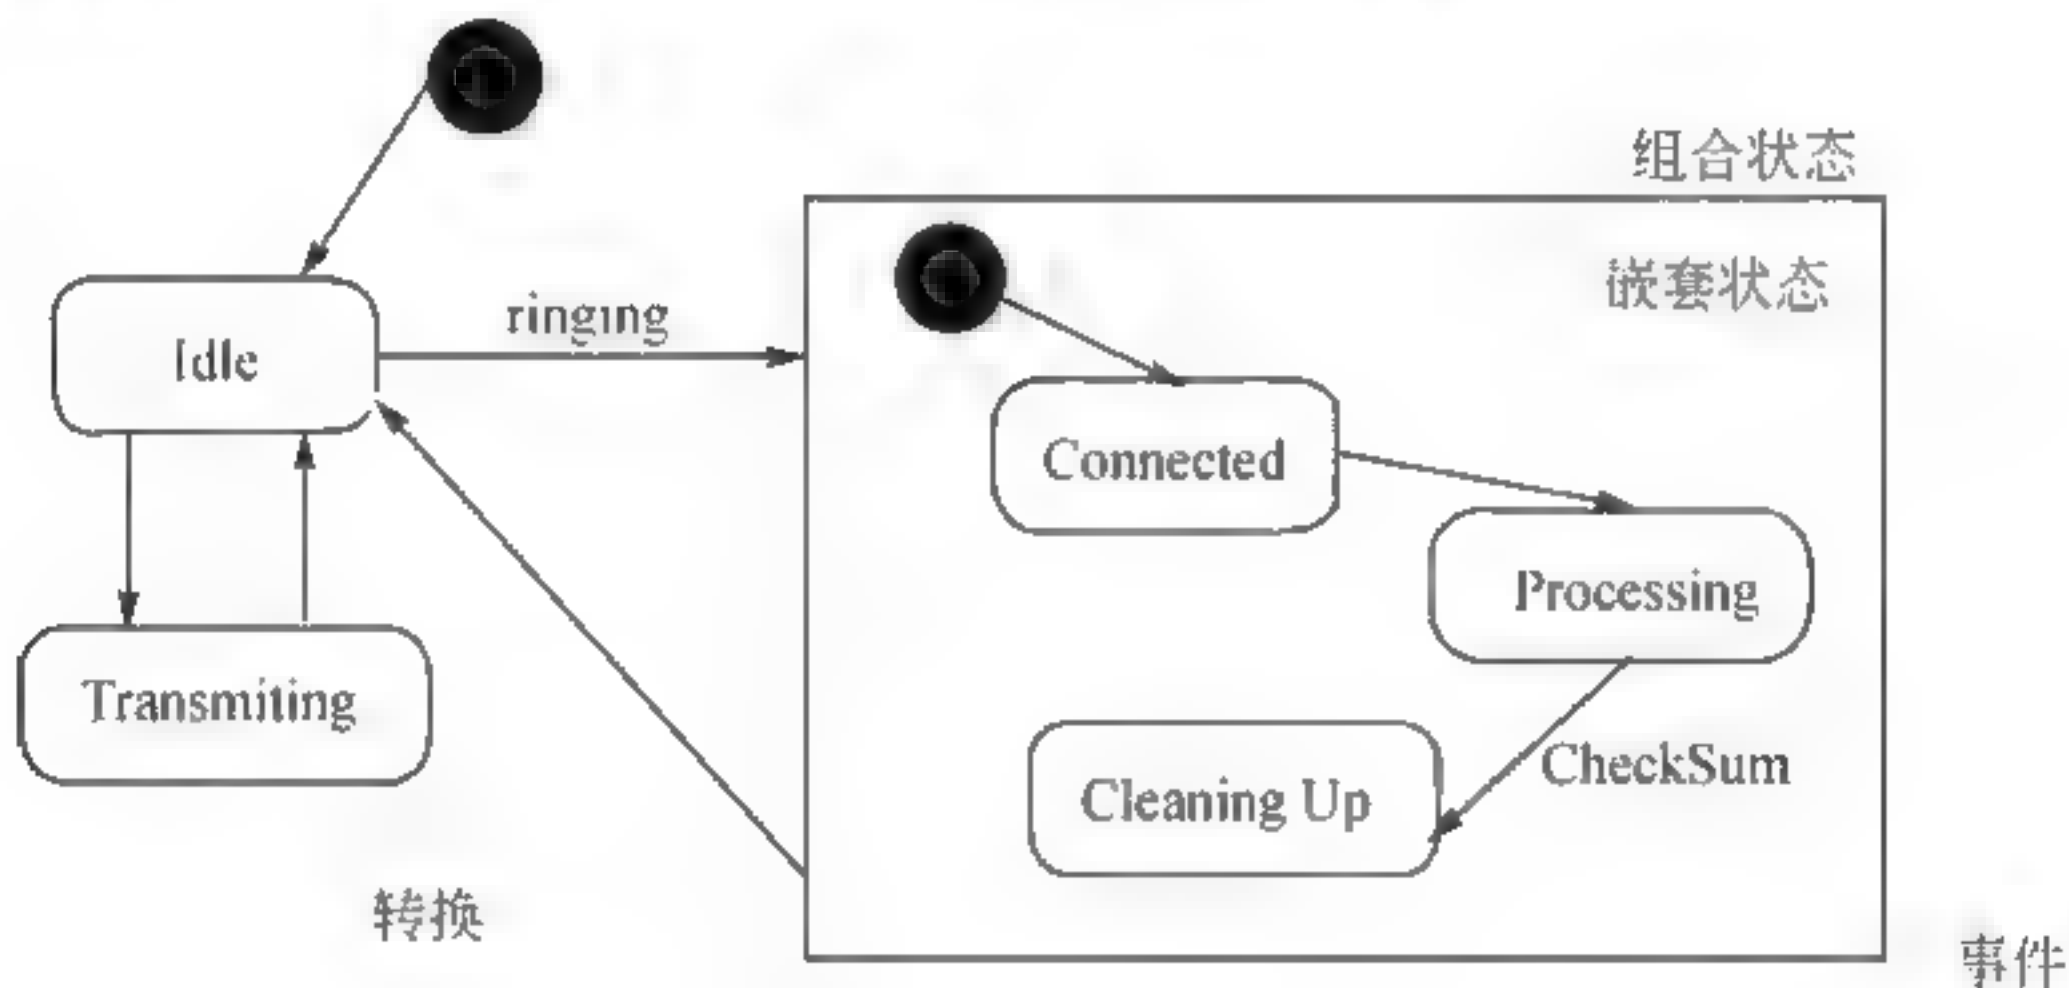 组合状态
嵌套状态
ringing
Idle
Connected
Processing
Transmiting
CheckSum
Cleaning Up
转换
事件